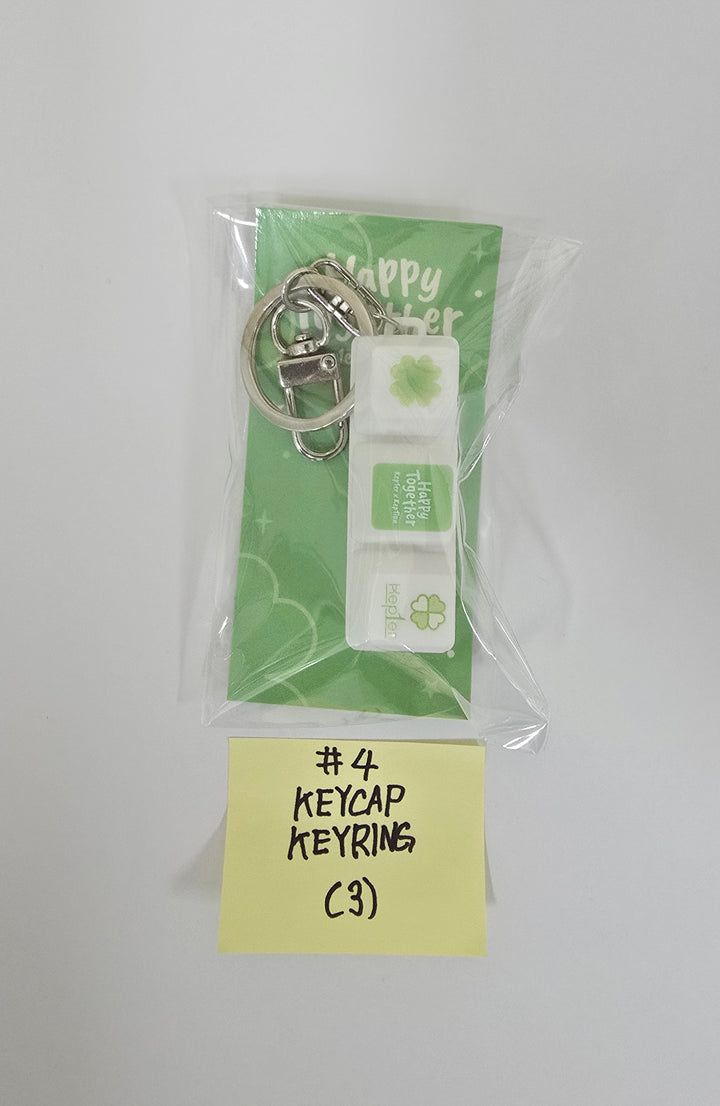 Happy
Together
Happy
Together
Kep1er x Kep1ian
Kep1er
#4
KEYCAP
KEYRING
(3)